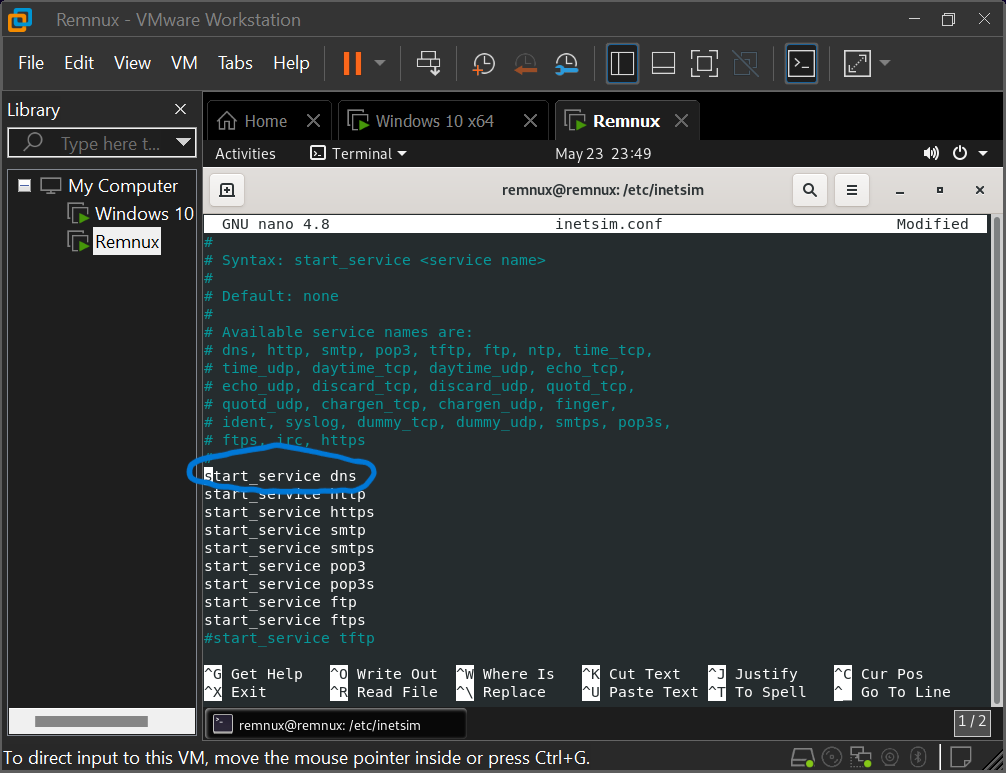 Remnux - VMware Workstation
File Edit View VM Tabs Help
Library
Type here t...
My Computer
Windows 10
Remnux
Home
Windows 10 x64
Remnux
Activities
Terminal
May 23 23:49
remnux@remnux: /etc/inetsim
GNU nano 4.8 inetsim.conf Modified
#
# Syntax: start_service <service name>
#
# Default: none
#
# Available service names are:
# dns, http, smtp, pop3, tftp, ftp, ntp, time_tcp,
# time_udp, daytime_tcp, daytime_udp, echo_tcp,
# echo_udp, discard_tcp, discard_udp, quotd_tcp,
# quotd_udp, chargen_tcp, chargen_udp, finger,
# ident, syslog, dummy_tcp, dummy_udp, smtps, pop3s,
# ftps, irc, https
#
start_service dns
start_service http
start_service https
start_service smtp
start_service smtps
start_service pop3
start_service pop3s
start_service ftp
start_service ftps
#start_service tftp
^G Get Help ^O Write Out ^W Where Is ^K Cut Text ^J Justify ^C Cur Pos
^X Exit ^R Read File ^\ Replace ^U Paste Text ^T To Spell ^_ Go To Line
remnux@remnux: /etc/inetsim
1 / 2
To direct input to this VM, move the mouse pointer inside or press Ctrl+G.